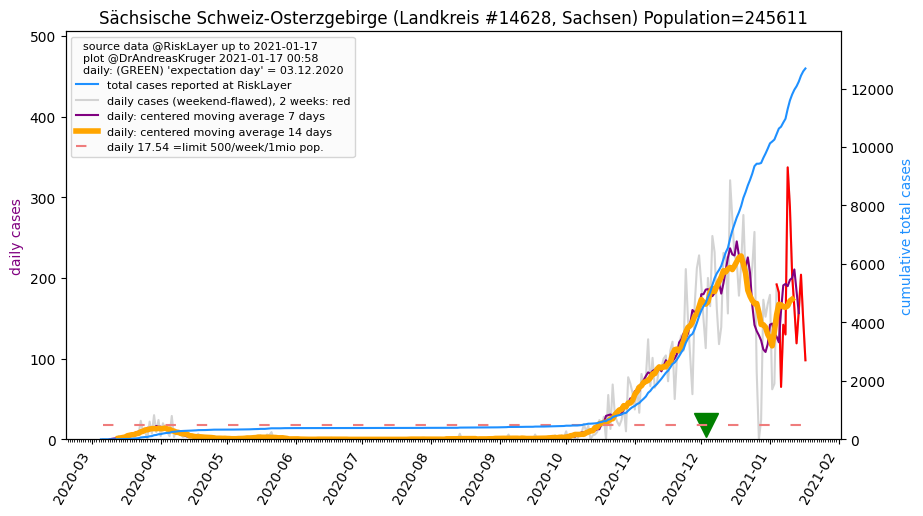 Sächsische Schweiz-Osterzgebirge (Landkreis #14628, Sachsen) Population=245611
source data @RiskLayer up to 2021-01-17
plot @DrAndreasKruger 2021-01-17 00:58
daily: (GREEN) 'expectation day' = 03.12.2020
total cases reported at RiskLayer
daily cases (weekend-flawed), 2 weeks: red
daily: centered moving average 7 days
daily: centered moving average 14 days
daily 17.54 =limit 500/week/1mio pop.
daily cases
500
400
300
200
100
0
cumulative total cases
12000
10000
8000
6000
4000
2000
0
2020-03
2020-04
2020-05
2020-06
2020-07
2020-08
2020-09
2020-10
2020-11
2020-12
2021-01
2021-02